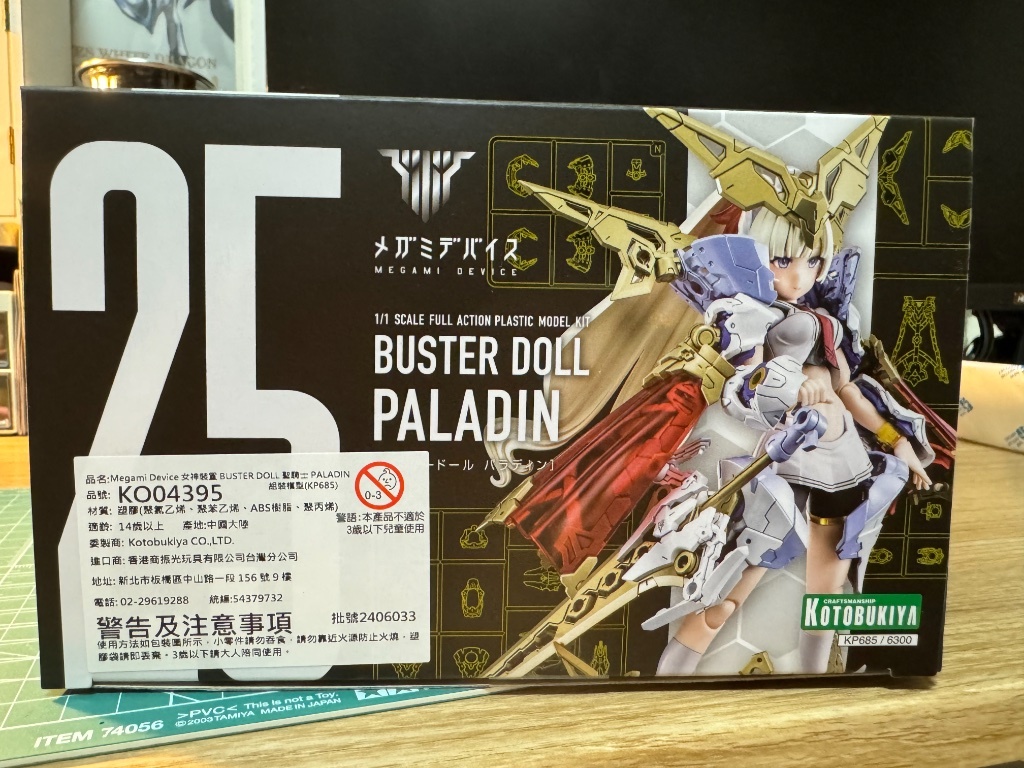 WHITE DRAGON
25
メガミデバイス
MEGAMI DEVICE
1/1 SCALE FULL ACTION PLASTIC MODEL KIT
BUSTER DOLL
PALADIN
ドール パラディン]
N
品名:Megami Device 女神裝置 BUSTER DOLL 聖騎士 PALADIN
組裝模型(KP685)
品號: KO04395
0-3
材質: 塑膠(聚氯乙烯、聚苯乙烯、ABS樹脂、聚丙烯)
警語:本產品不適於
3歲以下兒童使用
適齡: 14歲以上 產地:中國大陸
委製商: Kotobukiya CO.,LTD.
進口商: 香港商振光玩具有限公司台灣分公司
地址: 新北市板橋區中山路一段 156 號 9 樓
電話: 02-29619288 統編:54379732
警告及注意事項
批號2406033
使用方法如包裝圖所示，小零件請勿吞食，請勿靠近火源防止火燒，塑
膠袋請即丟棄。3歲以下請大人陪同使用。
CRAFTSMANSHIP
KOTOBUKIYA
KP685 / 6300
ITEM 74056
>PVC< This is not a Toy.
©2003 TAMIYA MADE IN JAPAN